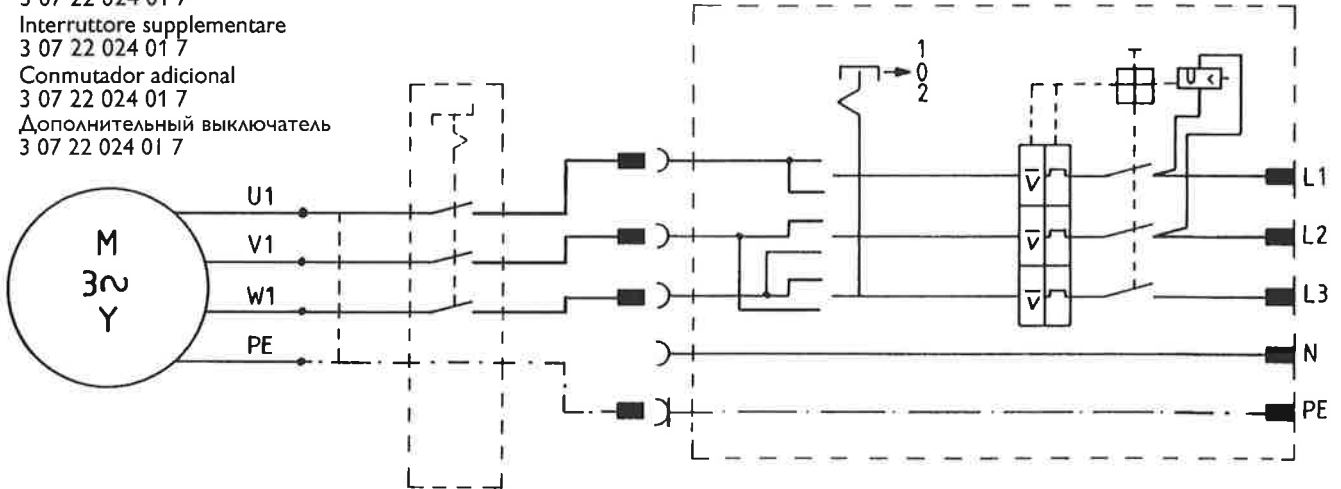 3 07 22 024 01 7
Interruttore supplementare
3 07 22 024 01 7
Conmutador adicional
3 07 22 024 01 7
Дополнительный выключатель
3 07 22 024 01 7
1
0
2
U <
L1
L2
L3
N
PE
U1
V1
W1
PE
M
3~
Y